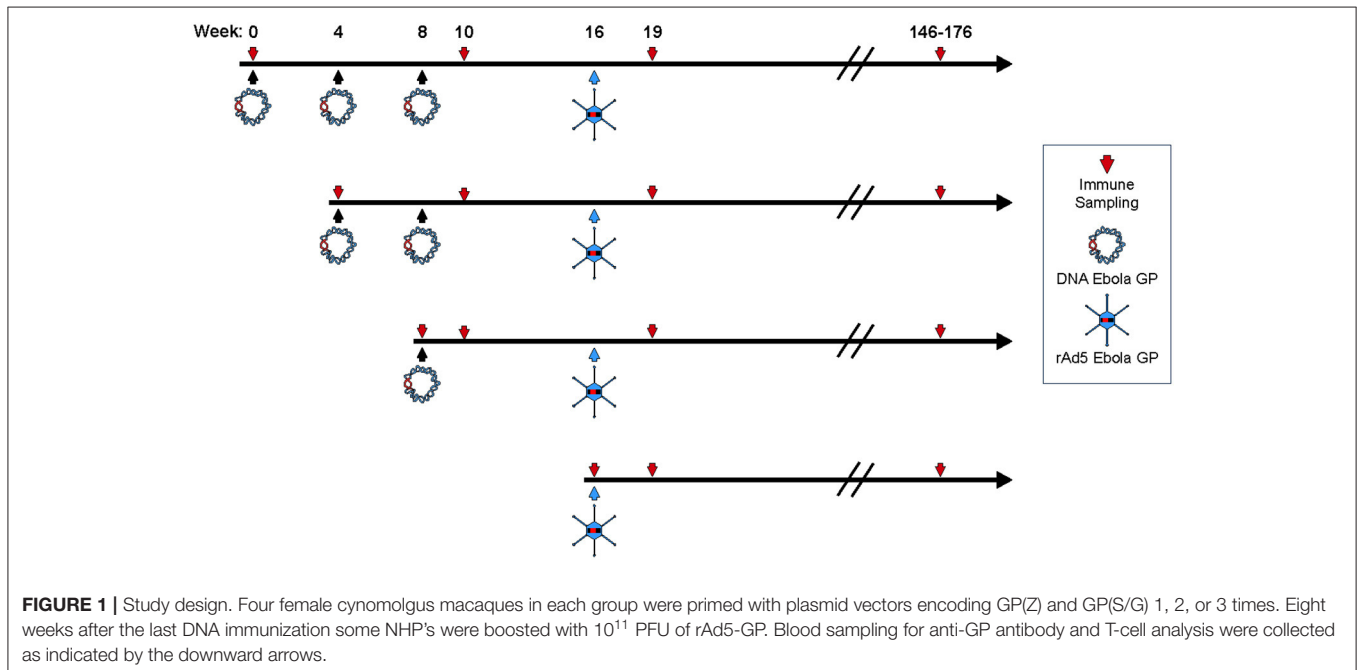 Week: 0 4 8 10 16 19 146-176
Immune
Sampling
DNA Ebola GP
rAd5 Ebola GP
FIGURE 1 | Study design. Four female cynomolgus macaques in each group were primed with plasmid vectors encoding GP(Z) and GP(S/G) 1, 2, or 3 times. Eight
weeks after the last DNA immunization some NHP's were boosted with 10¹¹ PFU of rAd5-GP. Blood sampling for anti-GP antibody and T-cell analysis were collected
as indicated by the downward arrows.